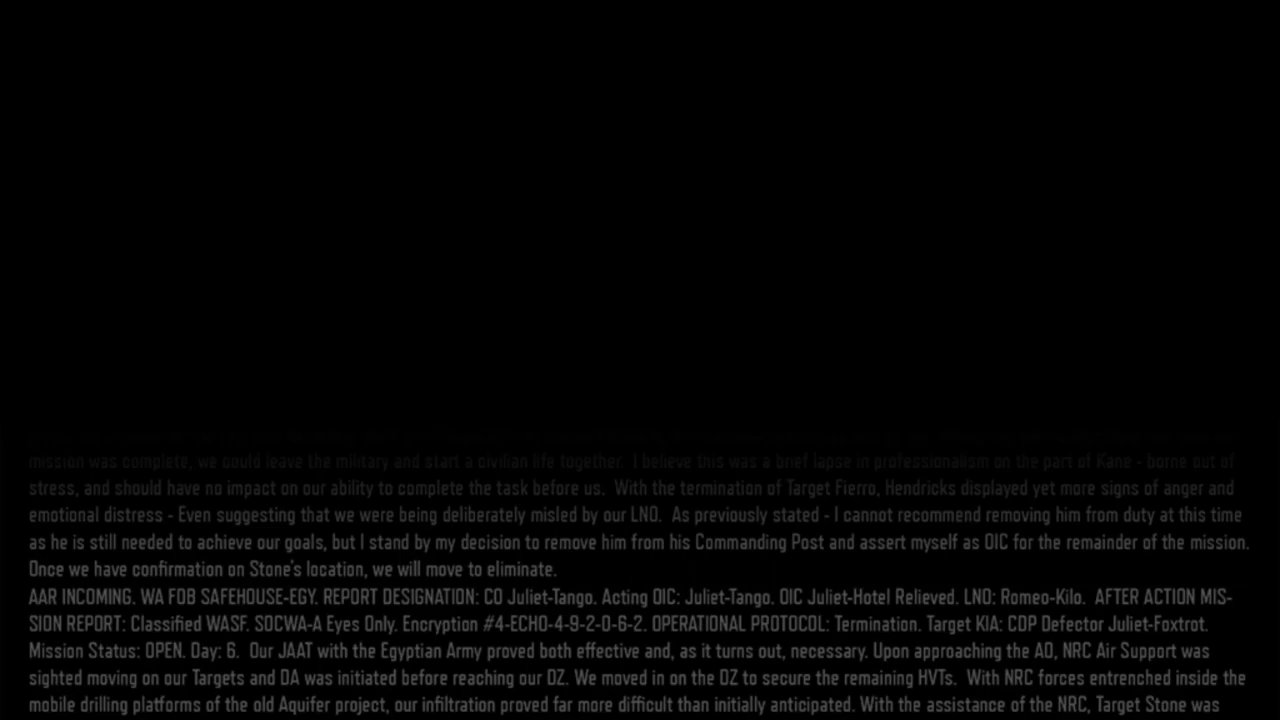 mission was complete, we could leave the military and start a civilian life together.  I believe this was a brief lapse in professionalism on the part of Kane - borne out of
stress, and should have no impact on our ability to complete the task before us.  With the termination of Target Fierro, Hendricks displayed yet more signs of anger and
emotional distress - Even suggesting that we were being deliberately misled by our LNO.  As previously stated - I cannot recommend removing him from duty at this time
as he is still needed to achieve our goals, but I stand by my decision to remove him from his Commanding Post and assert myself as OIC for the remainder of the mission.
Once we have confirmation on Stone's location, we will move to eliminate.
AAR INCOMING. WA FOB SAFEHOUSE-EGY. REPORT DESIGNATION: CO Juliet-Tango. Acting OIC: Juliet-Tango. OIC Juliet-Hotel Relieved. LNO: Romeo-Kilo.  AFTER ACTION MIS-
SION REPORT: Classified WASF. SOCWA-A Eyes Only. Encryption #4-ECHO-4-9-2-0-6-2. OPERATIONAL PROTOCOL: Termination. Target KIA: CDP Defector Juliet-Foxtrot.
Mission Status: OPEN. Day: 6.  Our JAAT with the Egyptian Army proved both effective and, as it turns out, necessary. Upon approaching the AO, NRC Air Support was
sighted moving on our Targets and DA was initiated before reaching our DZ. We moved in on the DZ to secure the remaining HVTs.  With NRC forces entrenched inside the
mobile drilling platforms of the old Aquifer project, our infiltration proved far more difficult than initially anticipated. With the assistance of the NRC, Target Stone was